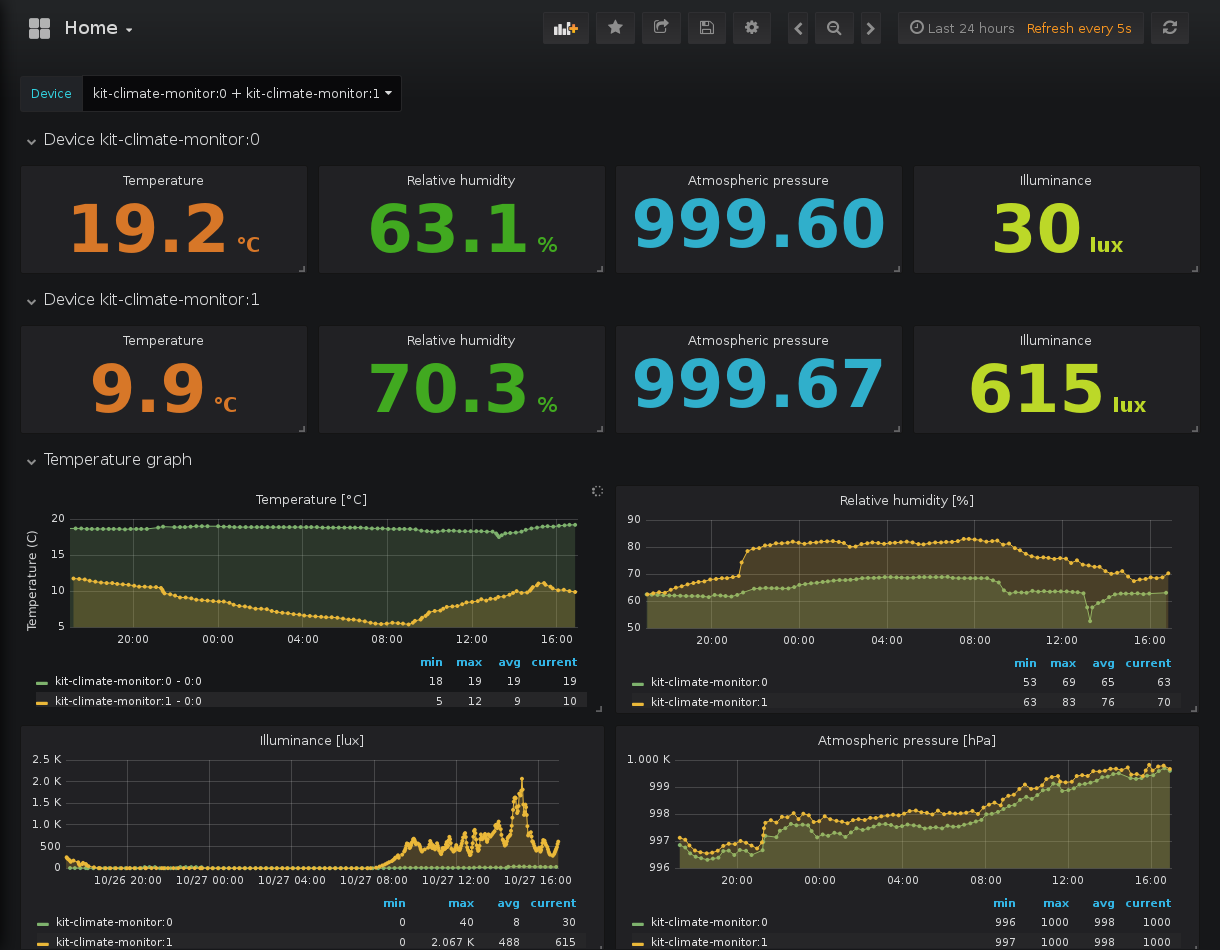 Home
Last 24 hours Refresh every 5s
Device kit-climate-monitor:0 + kit-climate-monitor:1
Device kit-climate-monitor:0
Temperature Relative humidity Atmospheric pressure Illuminance
19.2 °C 63.1 % 999.60 30 lux
Device kit-climate-monitor:1
Temperature Relative humidity Atmospheric pressure Illuminance
9.9 °C 70.3 % 999.67 615 lux
Temperature graph
Temperature [°C]
Temperature (C)
20
15
10
5
20:00 00:00 04:00 08:00 12:00 16:00
min max avg current
kit-climate-monitor:0 - 0:0 18 19 19 19
kit-climate-monitor:1 - 0:0 5 12 9 10
Relative humidity [%]
90
80
70
60
50
20:00 00:00 04:00 08:00 12:00 16:00
min max avg current
kit-climate-monitor:0 53 69 65 63
kit-climate-monitor:1 63 83 76 70
Illuminance [lux]
2.5 K
2.0 K
1.5 K
1.0 K
500
0
10/26 20:00 10/27 00:00 10/27 04:00 10/27 08:00 10/27 12:00 10/27 16:00
min max avg current
kit-climate-monitor:0 0 40 8 30
kit-climate-monitor:1 0 2.067 K 488 615
Atmospheric pressure [hPa]
1.000 K
999
998
997
996
20:00 00:00 04:00 08:00 12:00 16:00
min max avg current
kit-climate-monitor:0 996 1000 998 1000
kit-climate-monitor:1 997 1000 998 1000